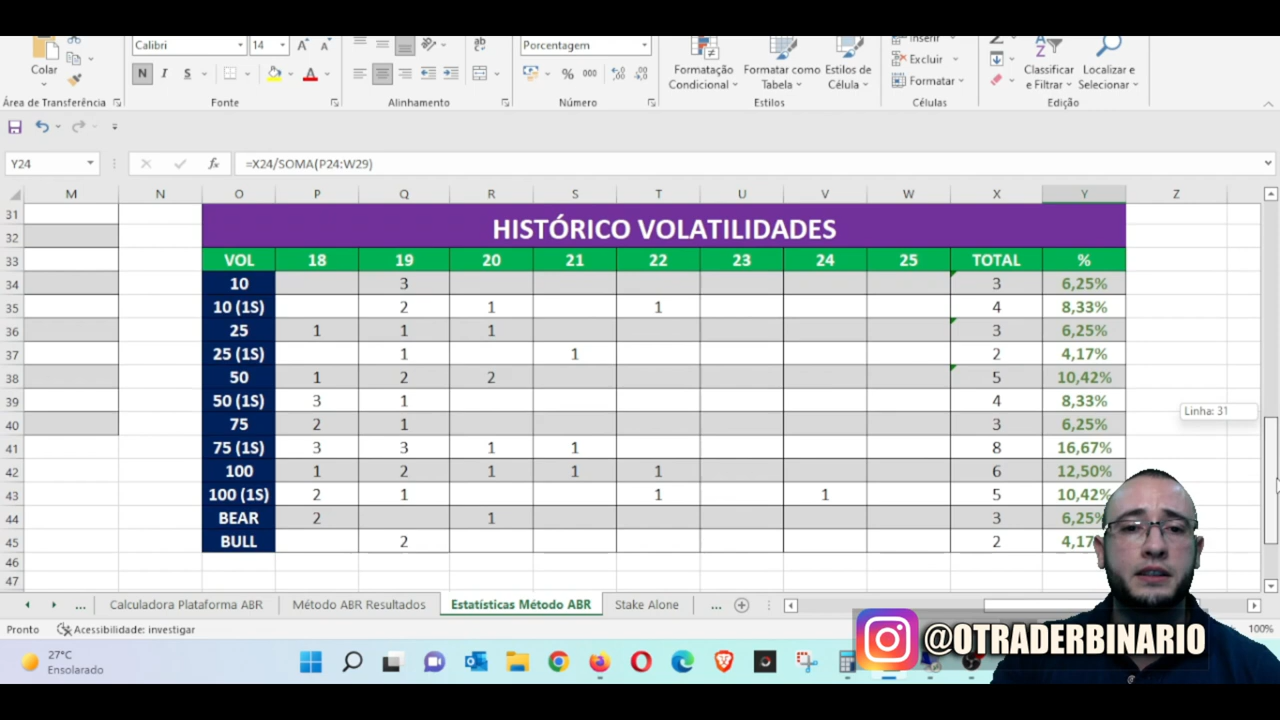 Calibri 14 Porcentagem Inserir
Colar N I S % 000 Formatação Formatar como Estilos de Excluir Classificar Localizar e
Condicional Tabela Célula Formatar e Filtrar Selecionar
Área de Transferência Fonte Alinhamento Número Estilos Células Edição
Y24 fx =X24/SOMA(P24:W29)
M N O P Q R S T U V W X Y Z
31
32 HISTÓRICO VOLATILIDADES
33 VOL 18 19 20 21 22 23 24 25 TOTAL %
34 10 3 3 6,25%
35 10 (1S) 2 1 1 4 8,33%
36 25 1 1 1 3 6,25%
37 25 (1S) 1 1 2 4,17%
38 50 1 2 2 5 10,42%
39 50 (1S) 3 1 4 8,33%
40 75 2 1 3 6,25%
Linha: 31
41 75 (1S) 3 3 1 1 8 16,67%
42 100 1 2 1 1 1 6 12,50%
43 100 (1S) 2 1 1 1 5 10,42%
44 BEAR 2 1 3 6,25%
45 BULL 2 2 4,17
46
47
... Calculadora Plataforma ABR Método ABR Resultados Estatísticas Método ABR Stake Alone ...
Pronto Acessibilidade: investigar 100%
@OTRADERBINARIO
27°C
Ensolarado